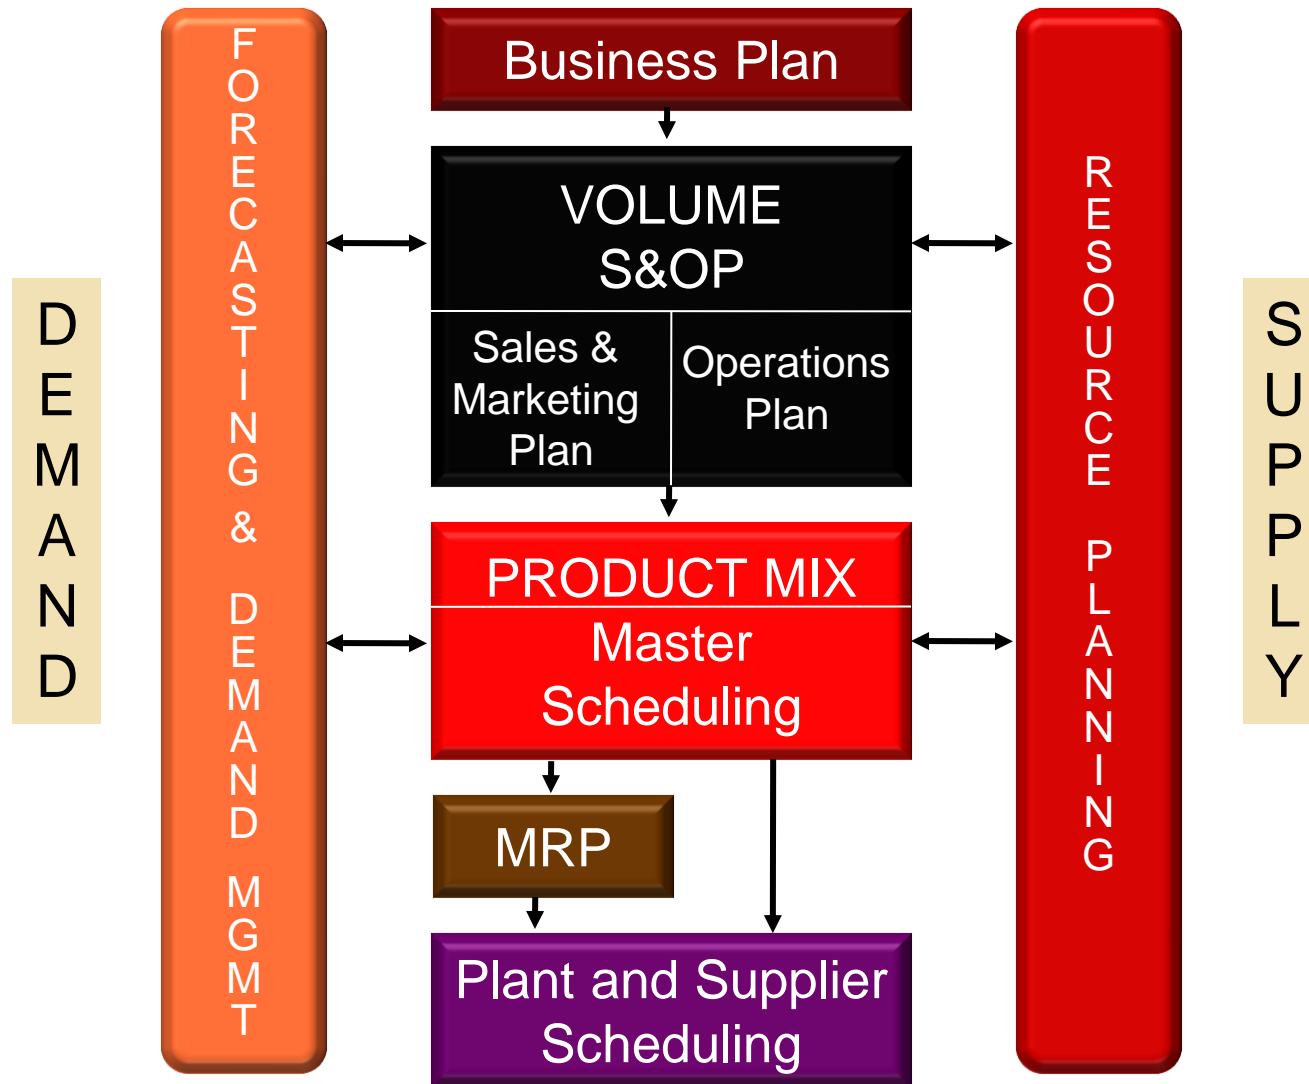 DEMAND
FORECASTING & DEMAND MGMT
Business Plan
VOLUME
S&OP
Sales &
Marketing
Plan
Operations
Plan
PRODUCT MIX
Master
Scheduling
MRP
Plant and Supplier
Scheduling
RESOURCE PLANNING
SUPPLY